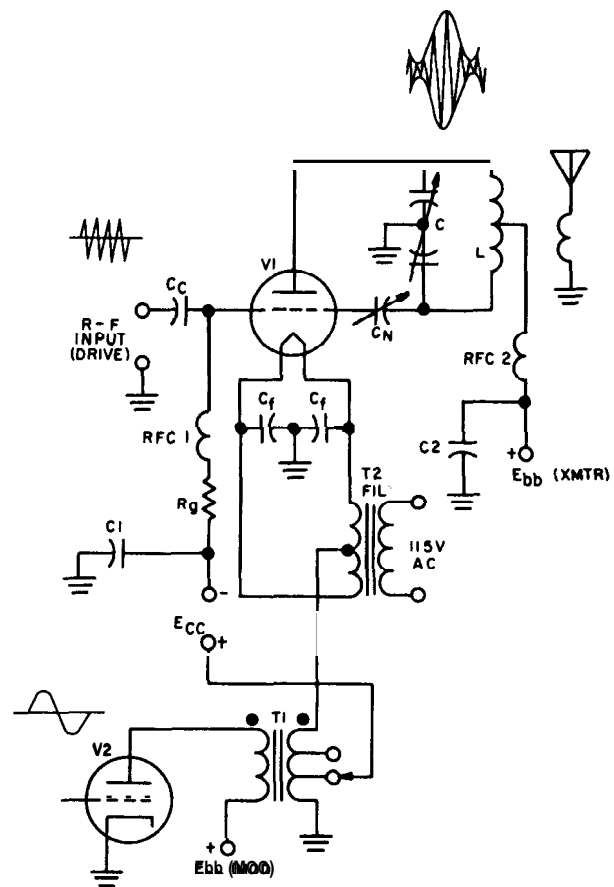 C
L
V1
CC
CN
R-F
INPUT
(DRIVE)
RFC 2
Cf Cf
RFC 1
C2
+
Ebb (XMTR)
T2
FIL
Rg
C1
115V
AC
-
ECC
+
T1
V2
+
Ebb (MOD)